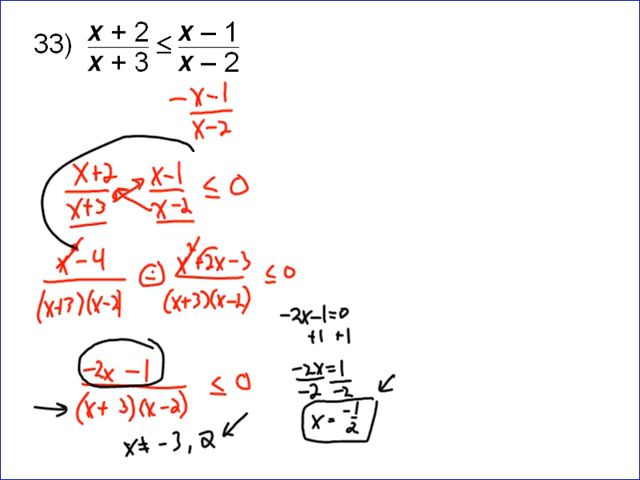 33) (x + 2)/(x + 3) ≤ (x – 1)/(x – 2)
- (x-1)/(x-2)
(x+2)/(x+3) (x-1)/(x-2) ≤ 0
(x²-4)/((x+3)(x-2)) - (x²+2x-3)/((x+3)(x-2)) ≤ 0
-2x-1=0
+1 +1
-2x/-2 = 1/-2
x = -1/2
(-2x - 1)/((x+3)(x-2)) ≤ 0
x ≠ -3, 2